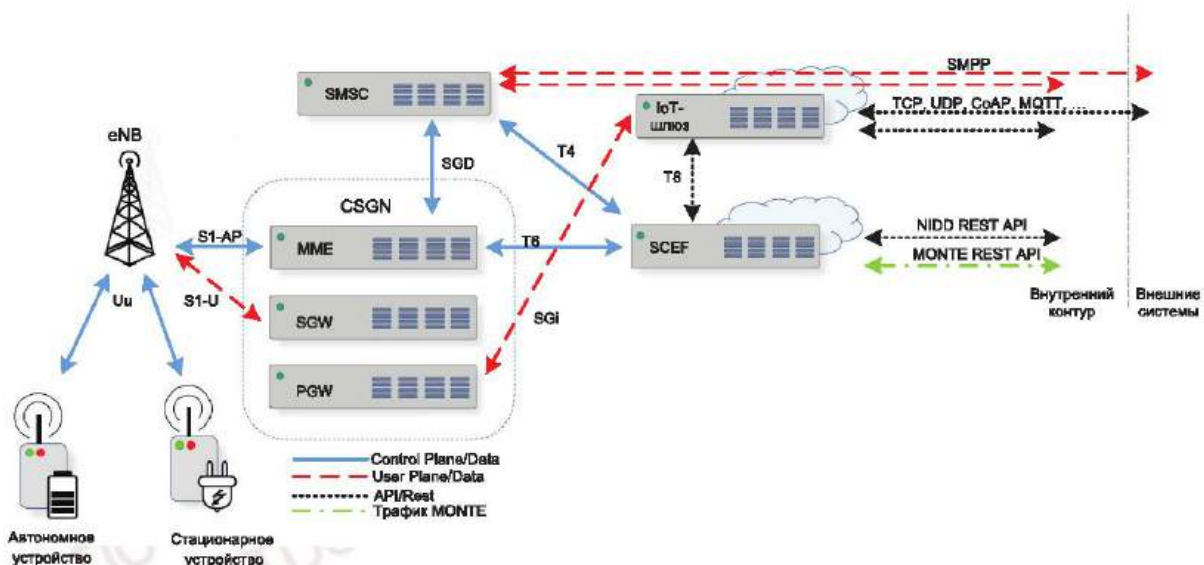 SMPP
SMSC
IoT-
шлюз
TCP, UDP, CoAP, MQTT, ...
eNB
SGD
T4
T8
CSGN
S1-AP
MME
T6
SCEF
NIDD REST API
MONTE REST API
Uu
S1-U
SGW
SGi
Внутренний
контур
Внешние
системы
PGW
Control Plane/Data
User Plane/Data
API/Rest
Трафик MONTE
Автономное
устройство
Стационарное
устройство